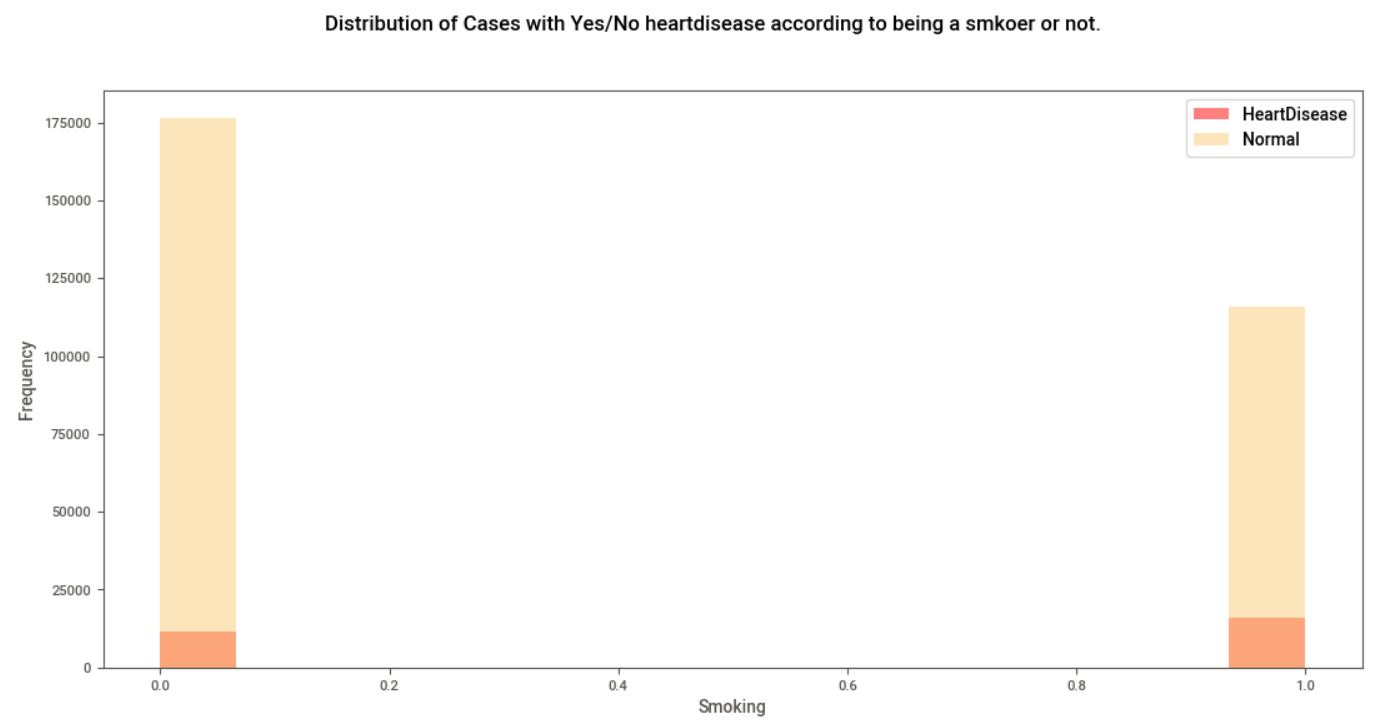 Distribution of Cases with Yes/No heartdisease according to being a smkoer or not.
HeartDisease
Normal
175000
150000
125000
100000
75000
50000
25000
0
Frequency
0.0 0.2 0.4 0.6 0.8 1.0
Smoking